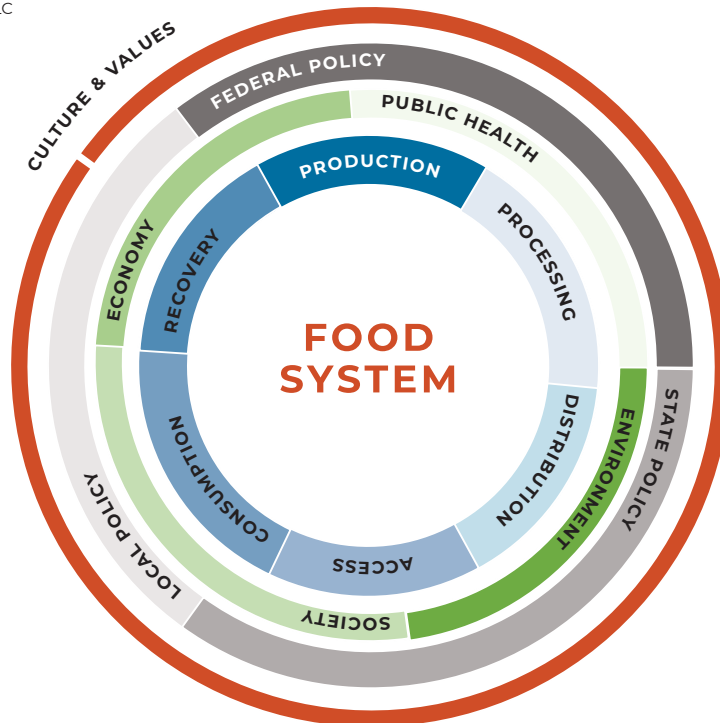 LC
CULTURE & VALUES
FEDERAL POLICY
PUBLIC HEALTH
PRODUCTION
PROCESSING
ECONOMY
RECOVERY
FOOD
SYSTEM
STATE POLICY
ENVIRONMENT
DISTRIBUTION
CONSUMPTION
LOCAL POLICY
ACCESS
SOCIETY